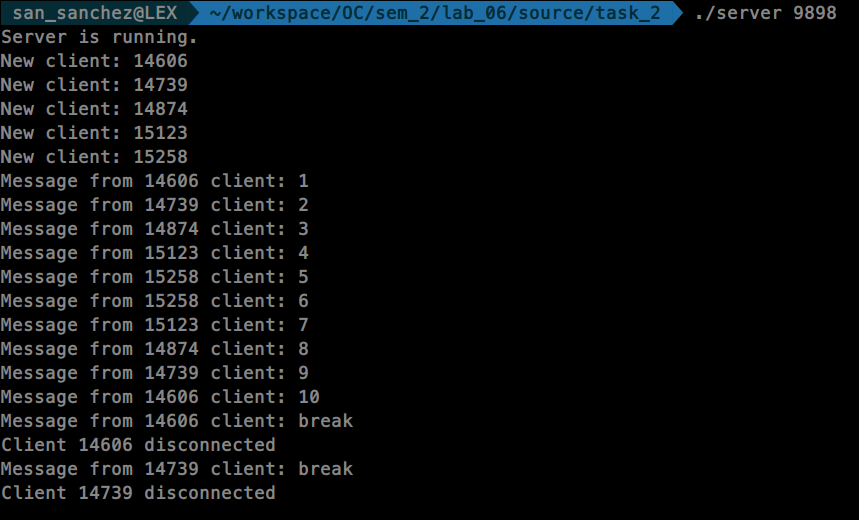 san_sanchez@LEX ~/workspace/OC/sem_2/lab_06/source/task_2 ./server 9898
Server is running.
New client: 14606
New client: 14739
New client: 14874
New client: 15123
New client: 15258
Message from 14606 client: 1
Message from 14739 client: 2
Message from 14874 client: 3
Message from 15123 client: 4
Message from 15258 client: 5
Message from 15258 client: 6
Message from 15123 client: 7
Message from 14874 client: 8
Message from 14739 client: 9
Message from 14606 client: 10
Message from 14606 client: break
Client 14606 disconnected
Message from 14739 client: break
Client 14739 disconnected